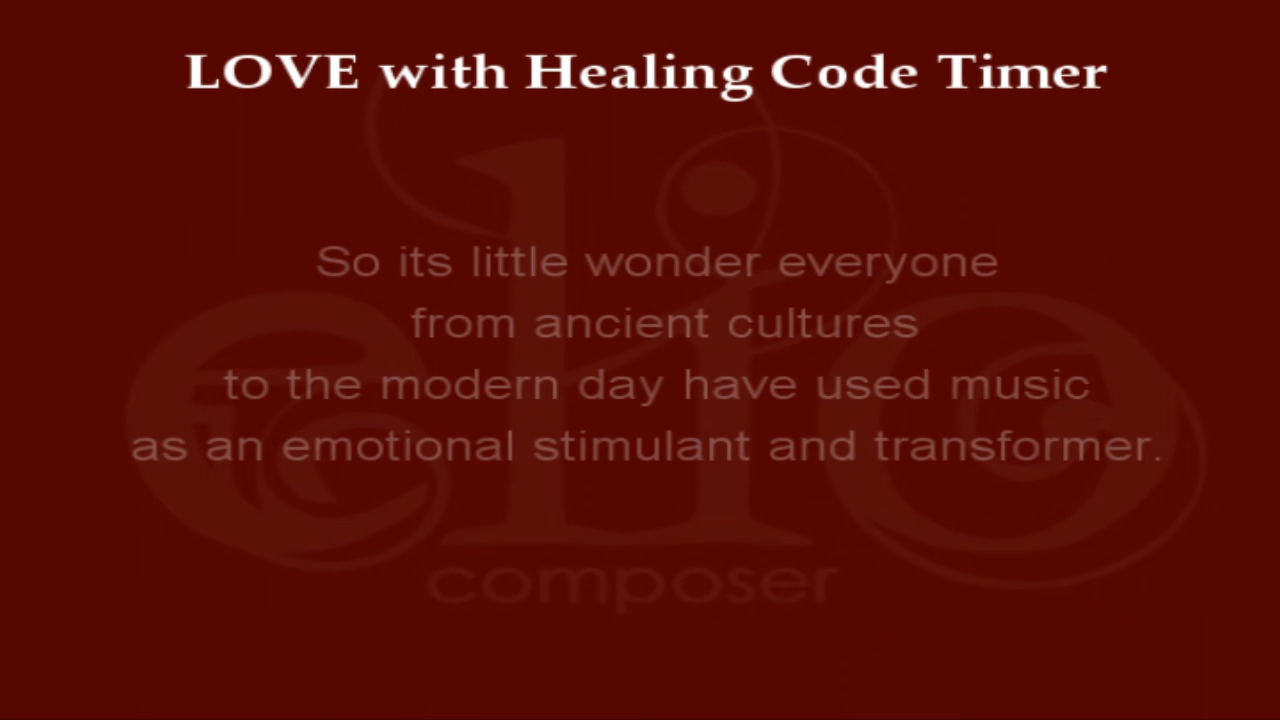 LOVE with Healing Code Timer
So its little wonder everyone
from ancient cultures
to the modern day have used music
as an emotional stimulant and transformer.
elio
composer